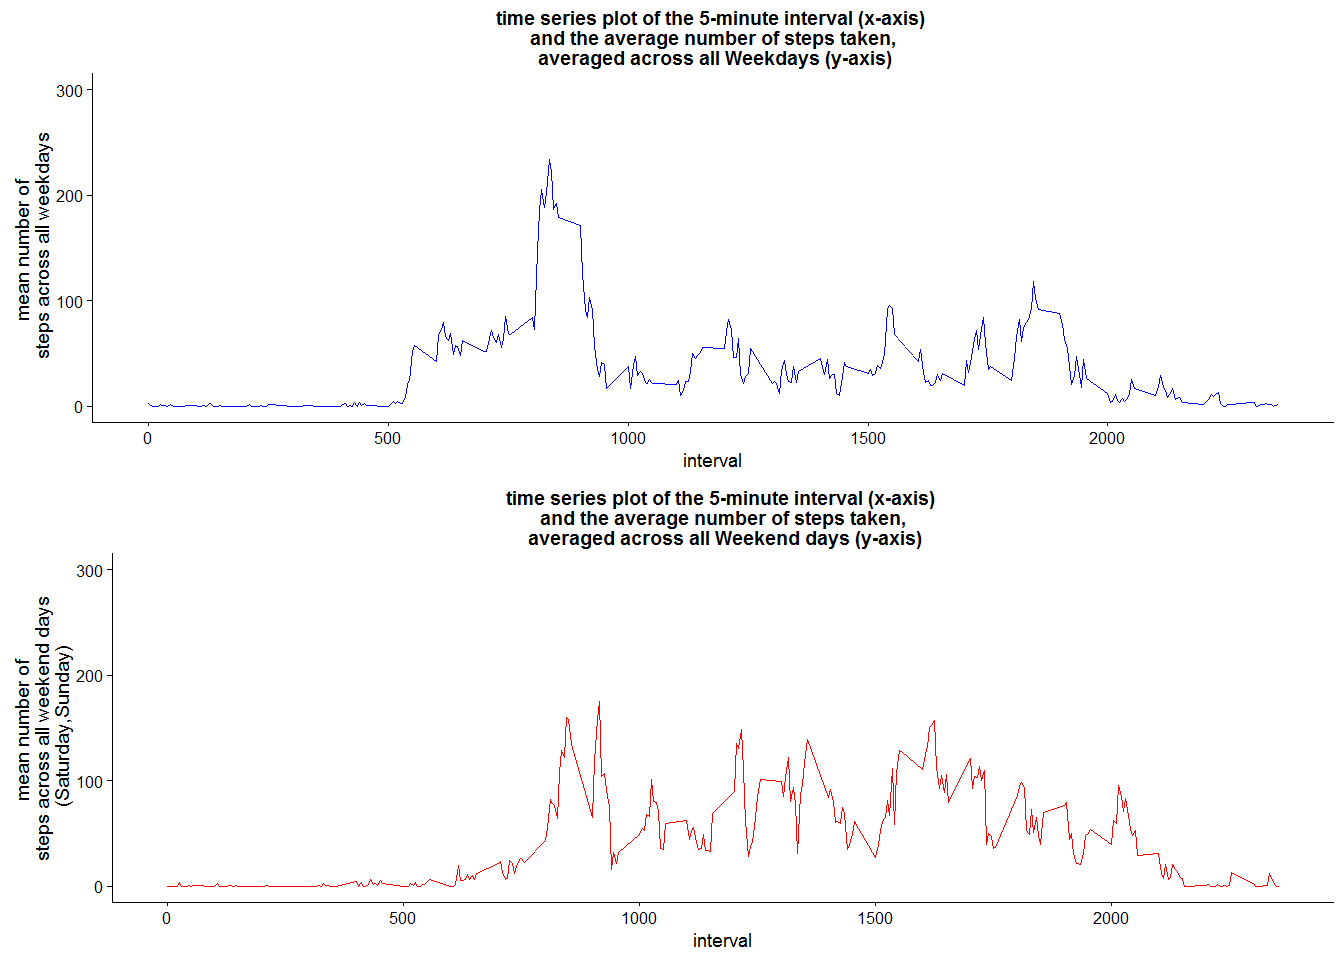 time series plot of the 5-minute interval (x-axis)
and the average number of steps taken,
averaged across all Weekdays (y-axis)
mean number of
steps across all weekdays
300
200
100
0
0 500 1000 1500 2000
interval
time series plot of the 5-minute interval (x-axis)
and the average number of steps taken,
averaged across all Weekend days (y-axis)
mean number of
steps across all weekend days
(Saturday,Sunday)
300
200
100
0
0 500 1000 1500 2000
interval